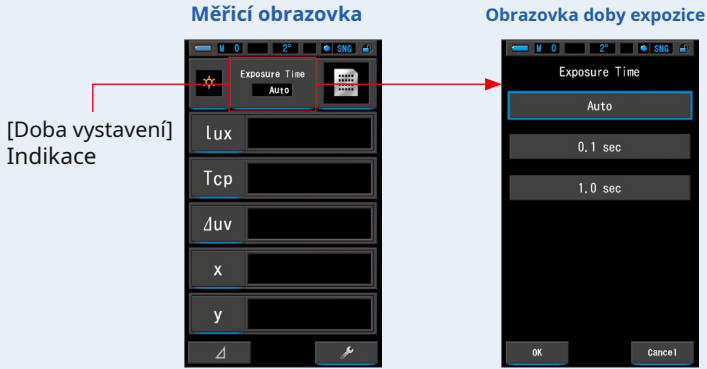 Měřicí obrazovka
Obrazovka doby expozice
M 0 2° SNG
Exposure Time
Auto
[Doba vystavení]
Indikace
lux
Tcp
⊿uv
x
y
⊿
M 0 2° SNG
Exposure Time
Auto
0.1 sec
1.0 sec
OK
Cancel